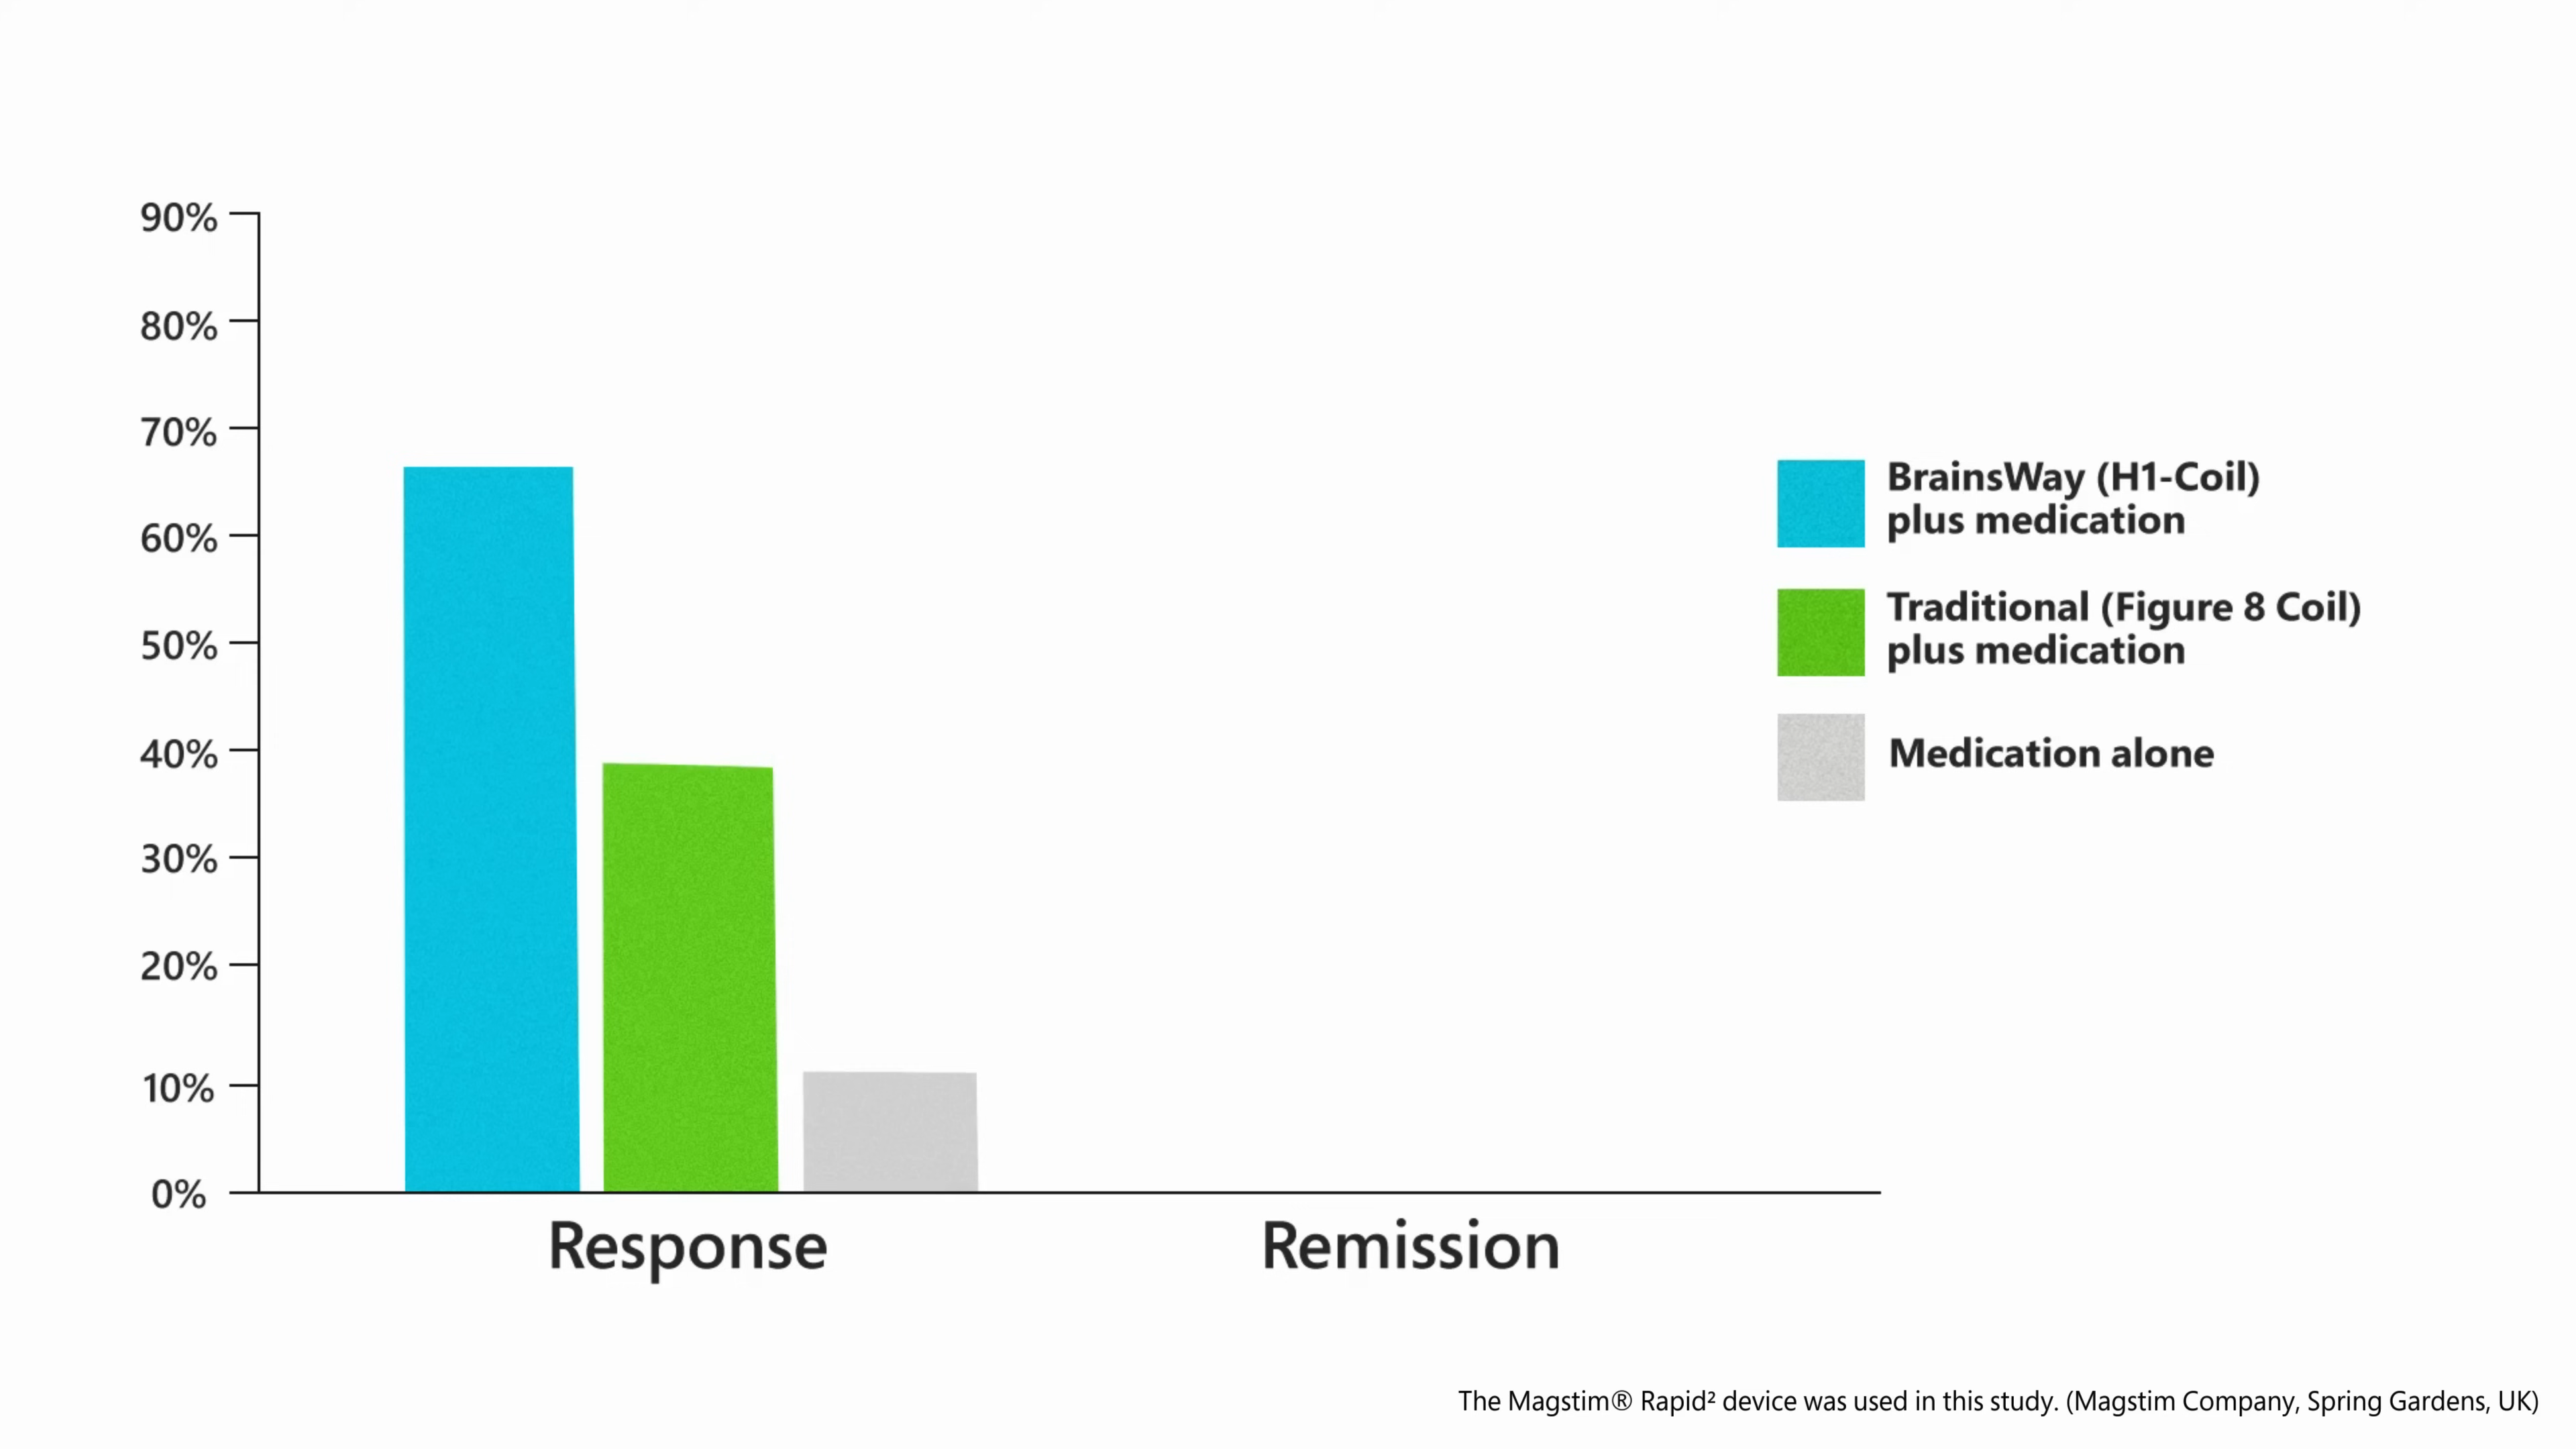 90%
80%
70%
60%
50%
40%
30%
20%
10%
0%
Response
Remission
BrainsWay (H1-Coil)
plus medication
Traditional (Figure 8 Coil)
plus medication
Medication alone
The Magstim® Rapid² device was used in this study. (Magstim Company, Spring Gardens, UK)